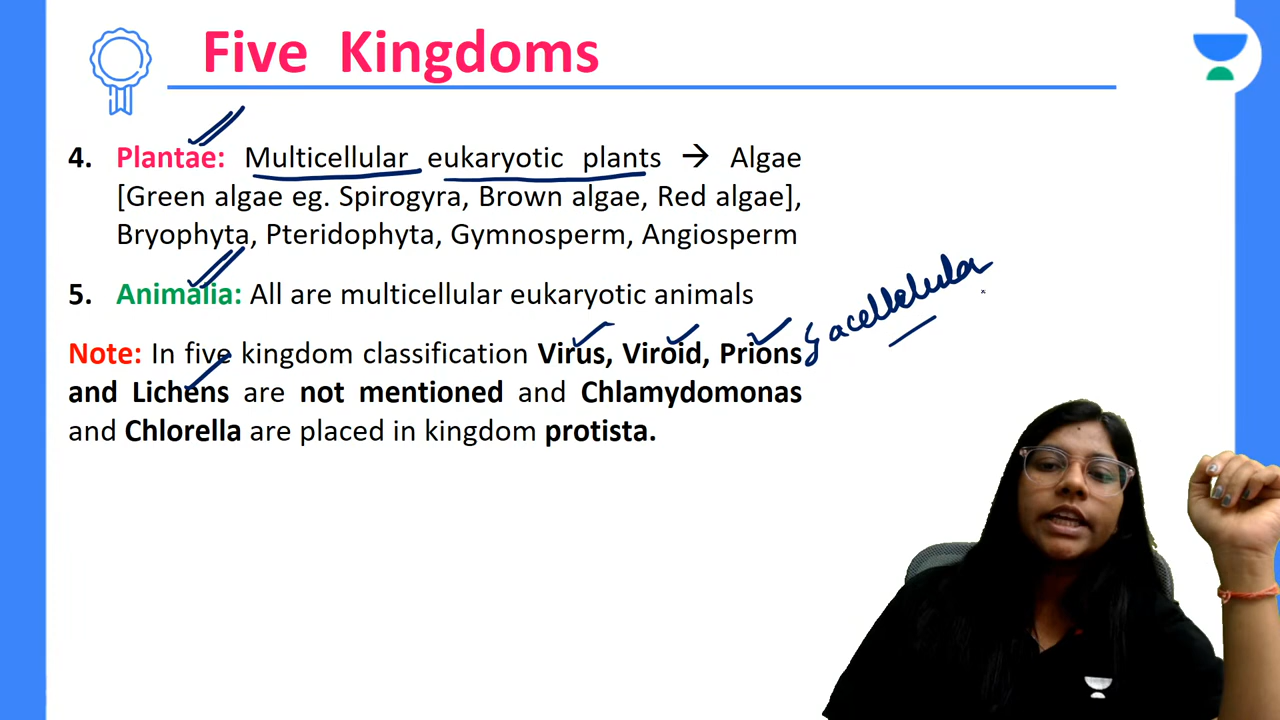 Five Kingdoms
4. Plantae: Multicellular eukaryotic plants → Algae
[Green algae eg. Spirogyra, Brown algae, Red algae],
Bryophyta, Pteridophyta, Gymnosperm, Angiosperm
5. Animalia: All are multicellular eukaryotic animals
Note: In five kingdom classification Virus, Viroid, Prions
acellelular
and Lichens are not mentioned and Chlamydomonas
and Chlorella are placed in kingdom protista.